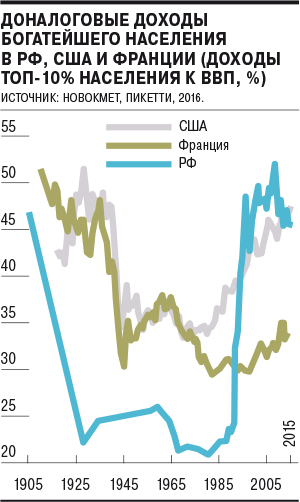 ДОНАЛОГОВЫЕ ДОХОДЫ
БОГАТЕЙШЕГО НАСЕЛЕНИЯ
В РФ, США И ФРАНЦИИ (ДОХОДЫ
ТОП-10% НАСЕЛЕНИЯ К ВВП, %)
ИСТОЧНИК: НОВОКМЕТ, ПИКЕТТИ, 2016.
США
Франция
РФ
55
50
45
40
35
30
25
20
1905 1925 1945 1965 1985 2005
2015